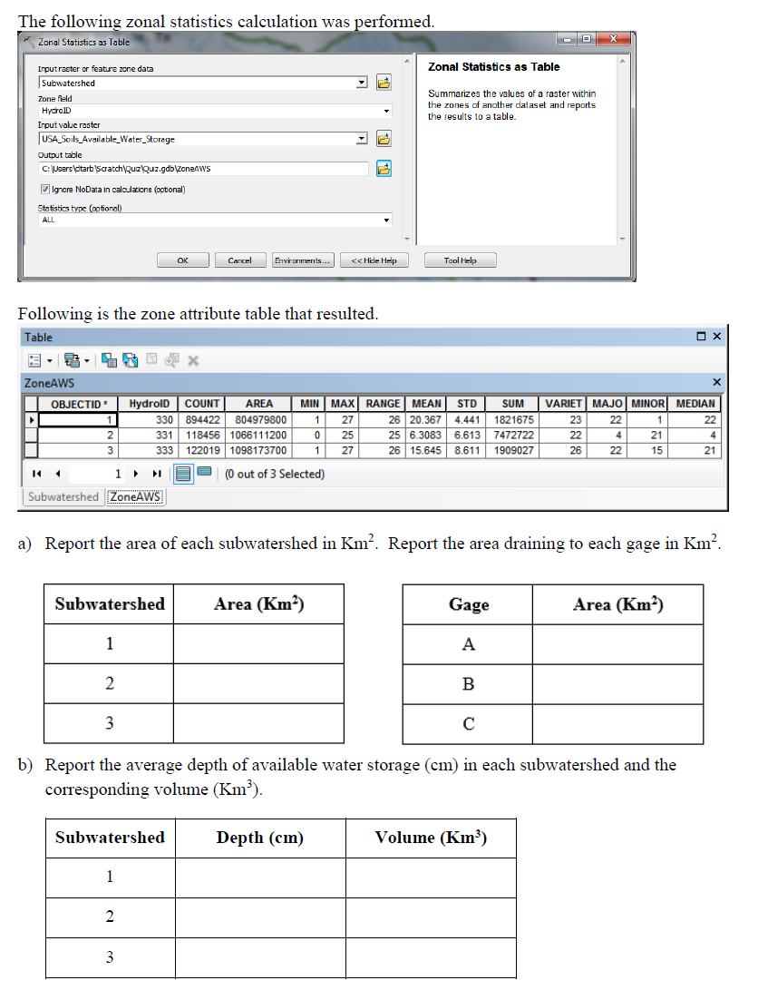 The following zonal statistics calculation was performed.
Zonal Statistics as Table
Input raster or feature zone data
Subwatershed
Zone field
HydroID
Input value raster
USA_Soils_Available_Water_Storage
Output table
C:\Users\dtarb\Scratch\Quiz\Quiz.gdb\ZoneAWS
Ignore NoData in calculations (optional)
Statistics type (optional)
ALL
OK Cancel Environments... << Hide Help
Zonal Statistics as Table
Summarizes the values of a raster within
the zones of another dataset and reports
the results to a table.
Tool Help
Following is the zone attribute table that resulted.
Table
ZoneAWS
OBJECTID * HydroID COUNT AREA MIN MAX RANGE MEAN STD SUM VARIET MAJO MINOR MEDIAN
1 330 894422 804979800 1 27 26 20.367 4.441 1821675 23 22 1 22
2 331 118456 1066111200 0 25 25 6.3083 6.613 7472722 22 4 21 4
3 333 122019 1098173700 1 27 26 15.645 8.611 1909027 26 22 15 21
1 (0 out of 3 Selected)
Subwatershed ZoneAWS
a) Report the area of each subwatershed in Km². Report the area draining to each gage in Km².
Subwatershed Area (Km²)
1
2
3
Gage Area (Km²)
A
B
C
b) Report the average depth of available water storage (cm) in each subwatershed and the
corresponding volume (Km³).
Subwatershed Depth (cm) Volume (Km³)
1
2
3